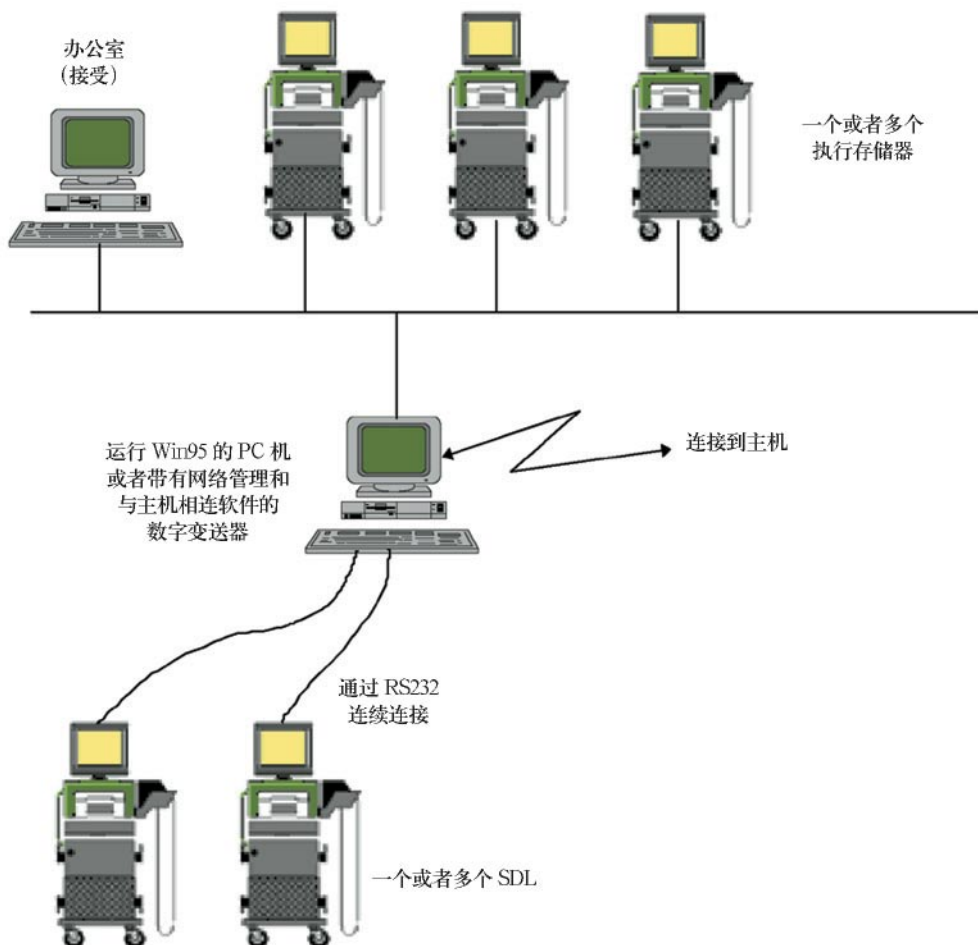 办公室
(接受)
一个或者多个
执行存储器
运行 Win95 的 PC 机
或者带有网络管理和
与主机相连软件的
数字变送器
连接到主机
通过 RS232
连续连接
一个或者多个 SDL